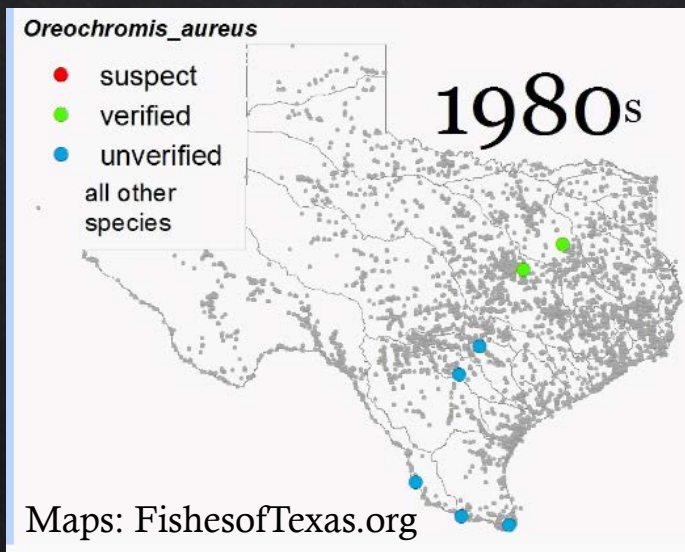 Oreochromis_aureus
suspect
verified
unverified
all other
species
1980s
Maps: FishesofTexas.org